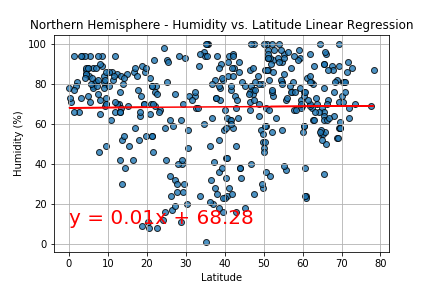 Northern Hemisphere - Humidity vs. Latitude Linear Regression
100
80
60
40
20
0
Humidity (%)
y = 0.01x + 68.28
0 10 20 30 40 50 60 70 80
Latitude